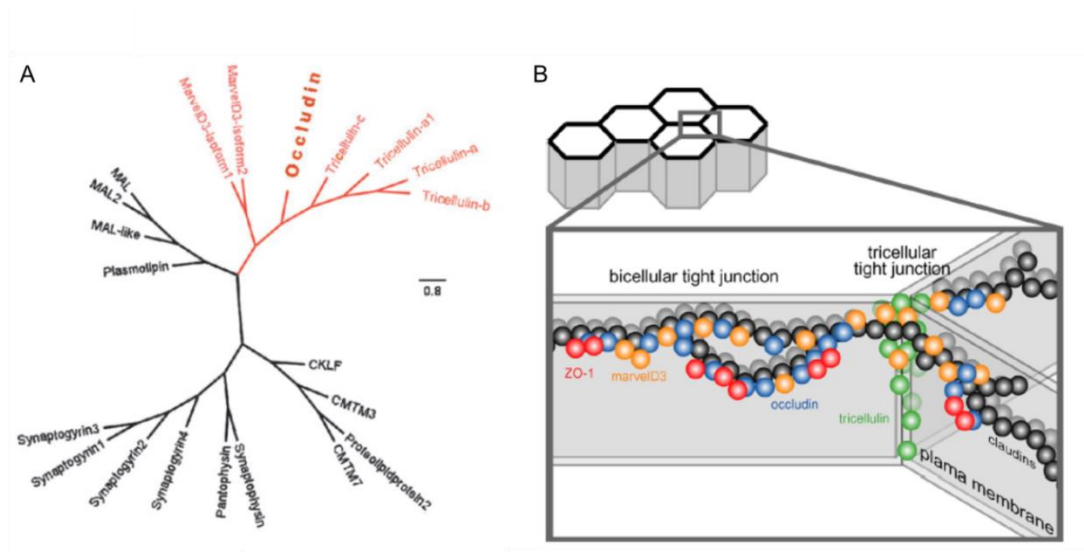 A
MarvelD3-Isoform1
MarvelD3-Isoform2
Occludin
Tricellulin-c
Tricellulin-a1
Tricellulin-a
Tricellulin-b
MAL
MAL2
MAL-like
Plasmolipin
0.8
CKLF
CMTM3
Proteolipidprotein2
CMTM7
Synaptophysin
Pantophysin
Synaptogyrin4
Synaptogyrin2
Synaptogyrin1
Synaptogyrin3
B
bicellular tight junction
tricellular
tight junction
ZO-1
marvelD3
occludin
tricellulin
claudins
plama membrane